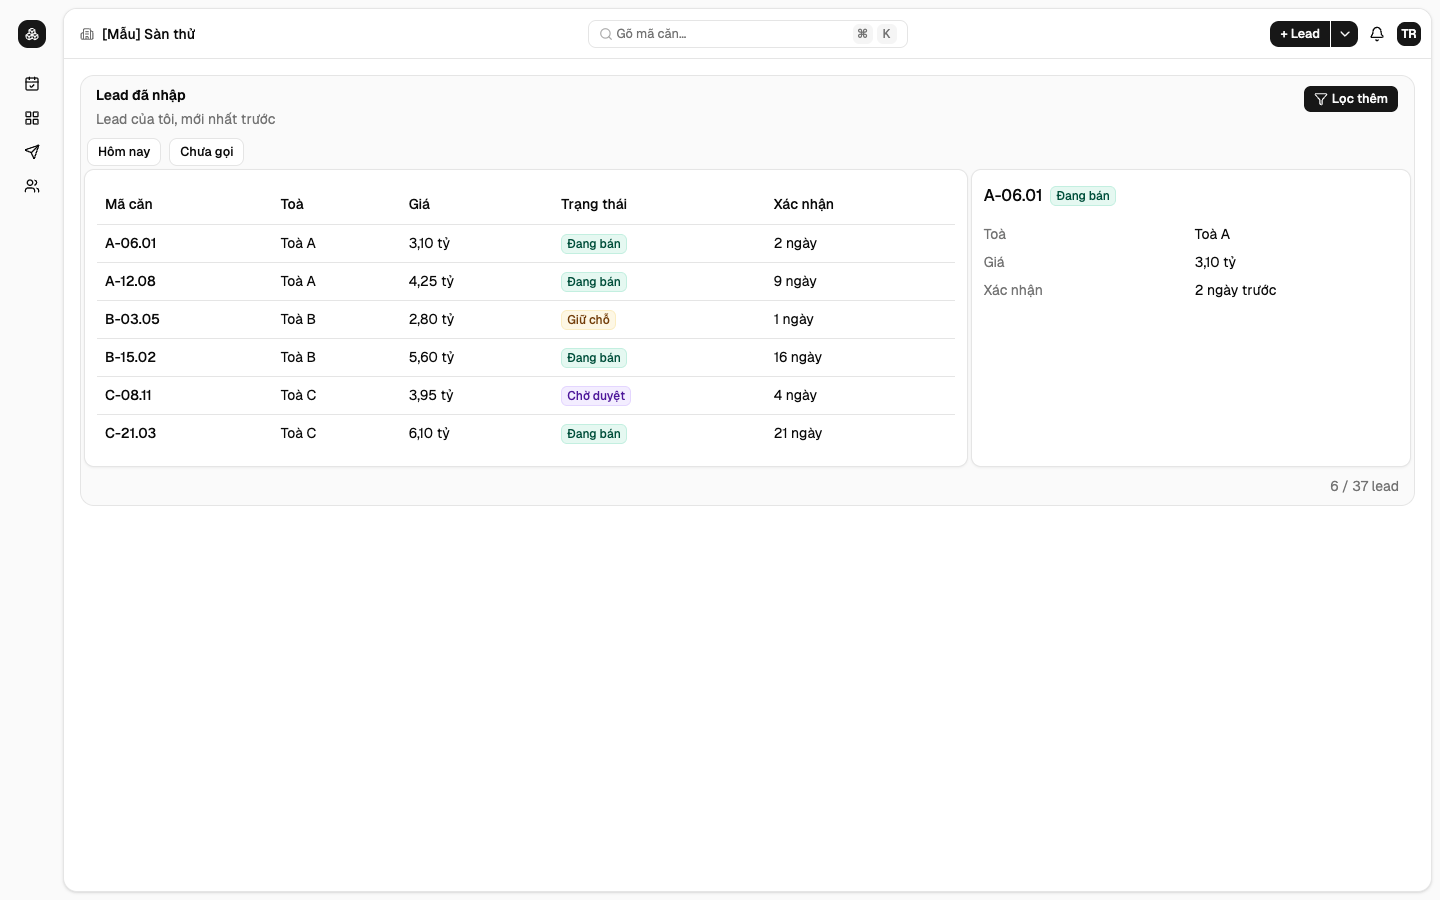 [Mẫu] Sàn thử
Gõ mã căn...
⌘ K
+ Lead
TR
Lead đã nhập
Lead của tôi, mới nhất trước
Lọc thêm
Hôm nay
Chưa gọi
Mã căn Toà Giá Trạng thái Xác nhận
A-06.01 Toà A 3,10 tỷ Đang bán 2 ngày
A-12.08 Toà A 4,25 tỷ Đang bán 9 ngày
B-03.05 Toà B 2,80 tỷ Giữ chỗ 1 ngày
B-15.02 Toà B 5,60 tỷ Đang bán 16 ngày
C-08.11 Toà C 3,95 tỷ Chờ duyệt 4 ngày
C-21.03 Toà C 6,10 tỷ Đang bán 21 ngày
A-06.01 Đang bán
Toà Toà A
Giá 3,10 tỷ
Xác nhận 2 ngày trước
6 / 37 lead